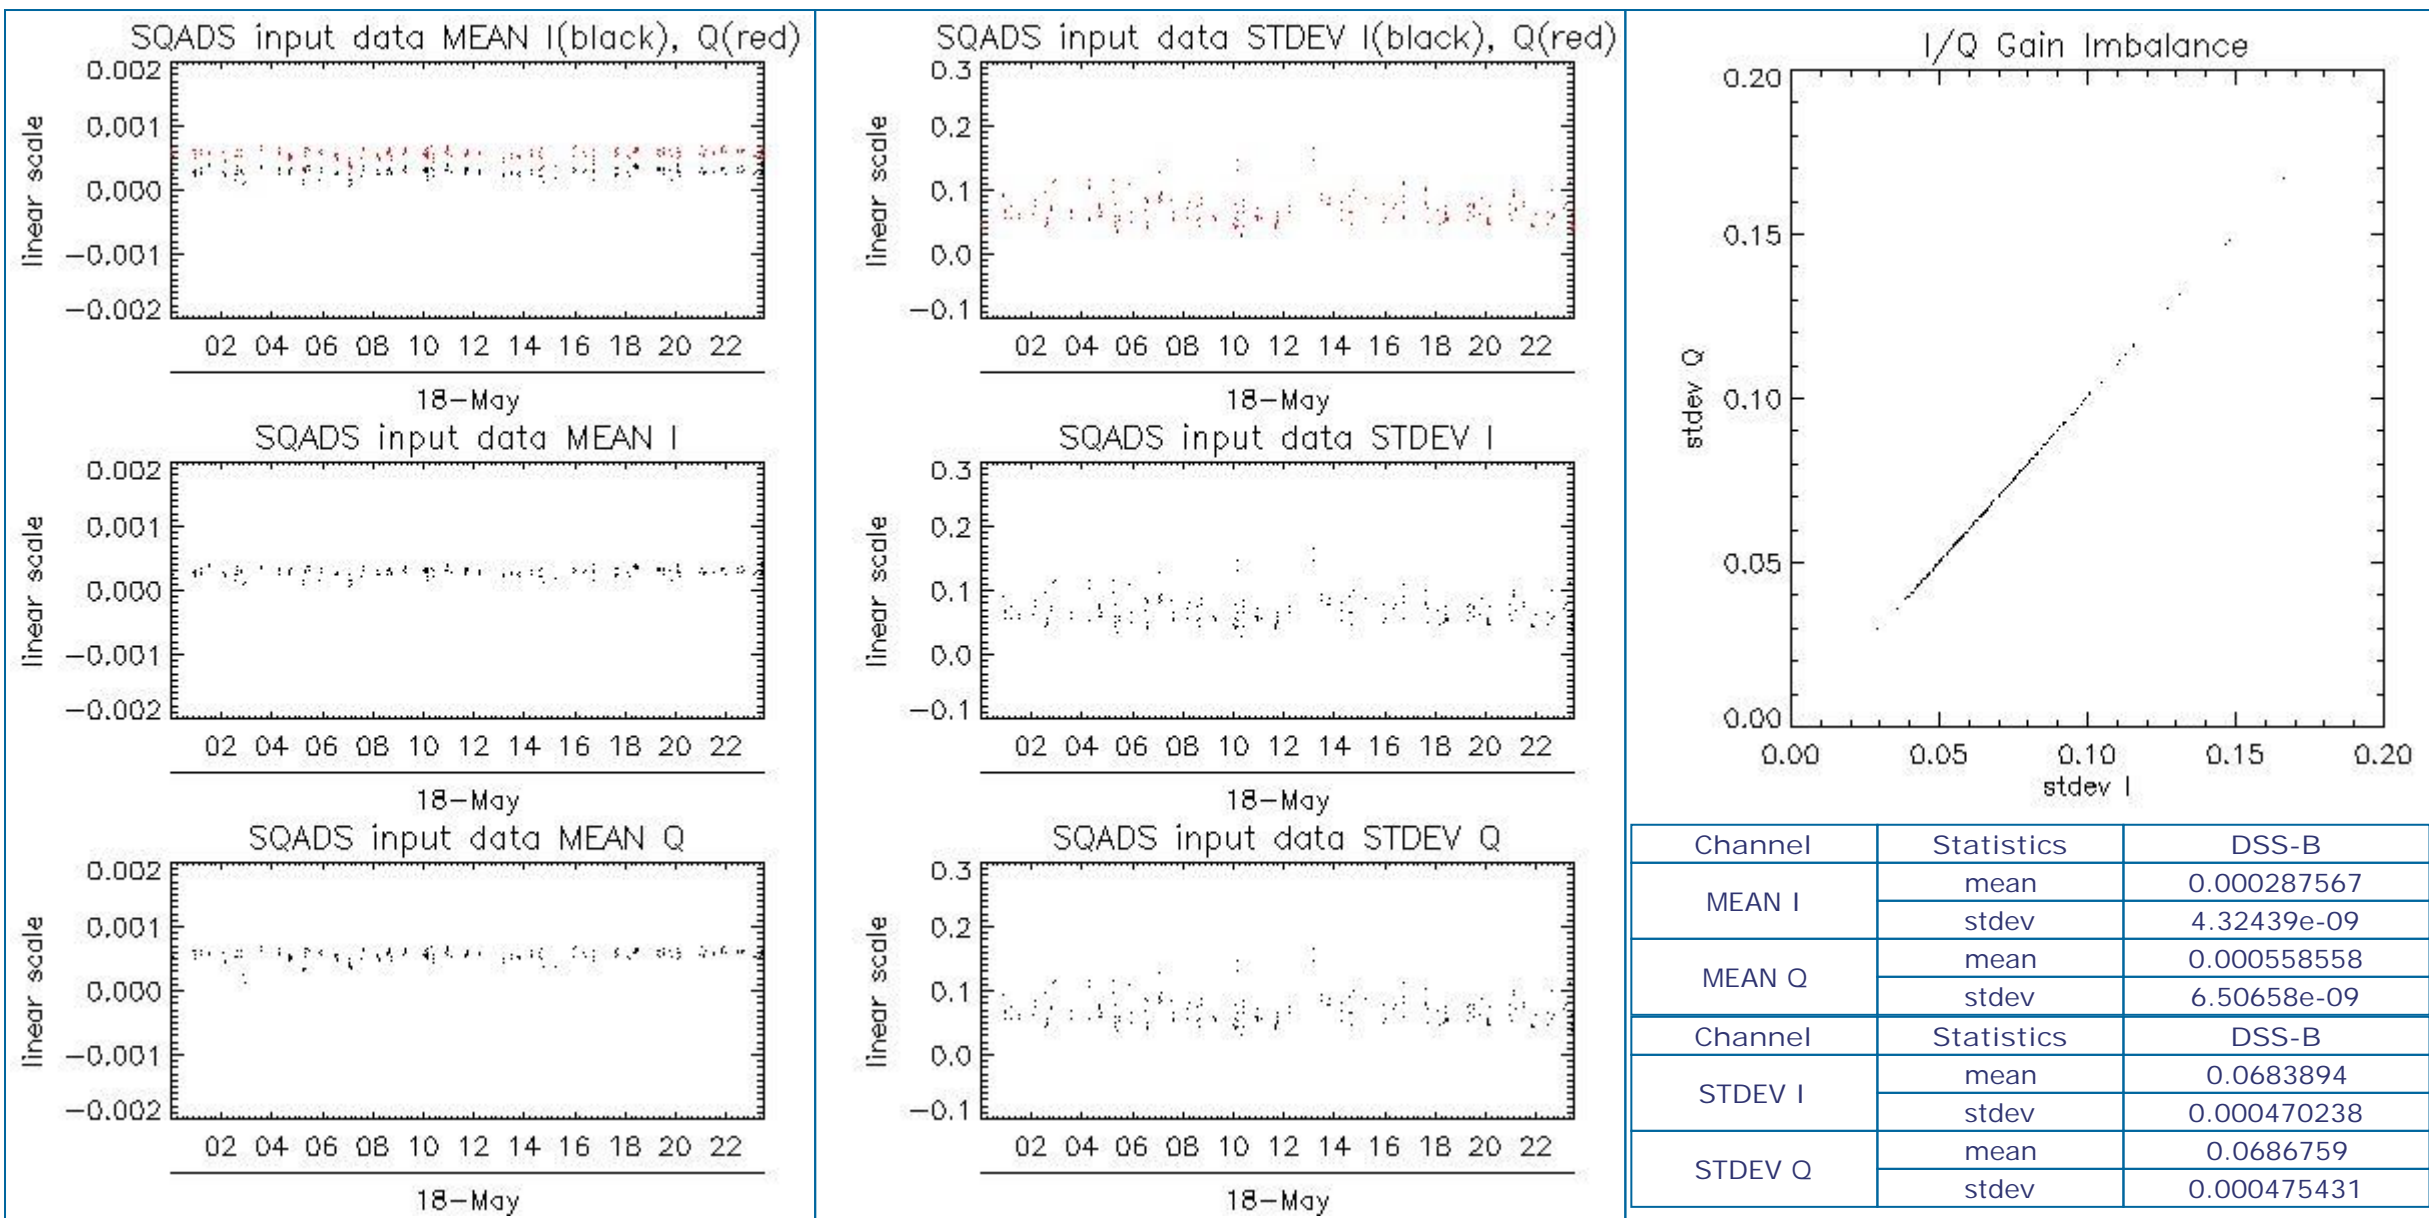 SQADS input data MEAN I(black), Q(red)
linear scale
0.002
0.001
0.000
−0.001
−0.002
02 04 06 08 10 12 14 16 18 20 22
18−May
SQADS input data MEAN I
linear scale
0.002
0.001
0.000
−0.001
−0.002
02 04 06 08 10 12 14 16 18 20 22
18−May
SQADS input data MEAN Q
linear scale
0.002
0.001
0.000
−0.001
−0.002
02 04 06 08 10 12 14 16 18 20 22
18−May
SQADS input data STDEV I(black), Q(red)
linear scale
0.3
0.2
0.1
0.0
−0.1
02 04 06 08 10 12 14 16 18 20 22
18−May
SQADS input data STDEV I
linear scale
0.3
0.2
0.1
0.0
−0.1
02 04 06 08 10 12 14 16 18 20 22
18−May
SQADS input data STDEV Q
linear scale
0.3
0.2
0.1
0.0
−0.1
02 04 06 08 10 12 14 16 18 20 22
18−May
I/Q Gain Imbalance
stdev Q
0.20
0.15
0.10
0.05
0.00
0.00 0.05 0.10 0.15 0.20
stdev I
Channel Statistics DSS-B
MEAN I mean 0.000287567
stdev 4.32439e-09
MEAN Q mean 0.000558558
stdev 6.50658e-09
Channel Statistics DSS-B
STDEV I mean 0.0683894
stdev 0.000470238
STDEV Q mean 0.0686759
stdev 0.000475431